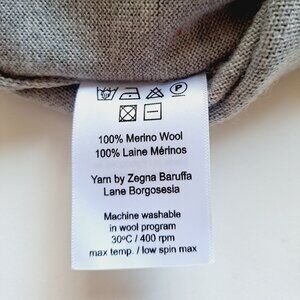 100% Merino Wool
100% Laine Mérinos
Yarn by Zegna Baruffa
Lane Borgosesia
Machine washable
in wool program
30ºC / 400 rpm
max temp. / low spin max